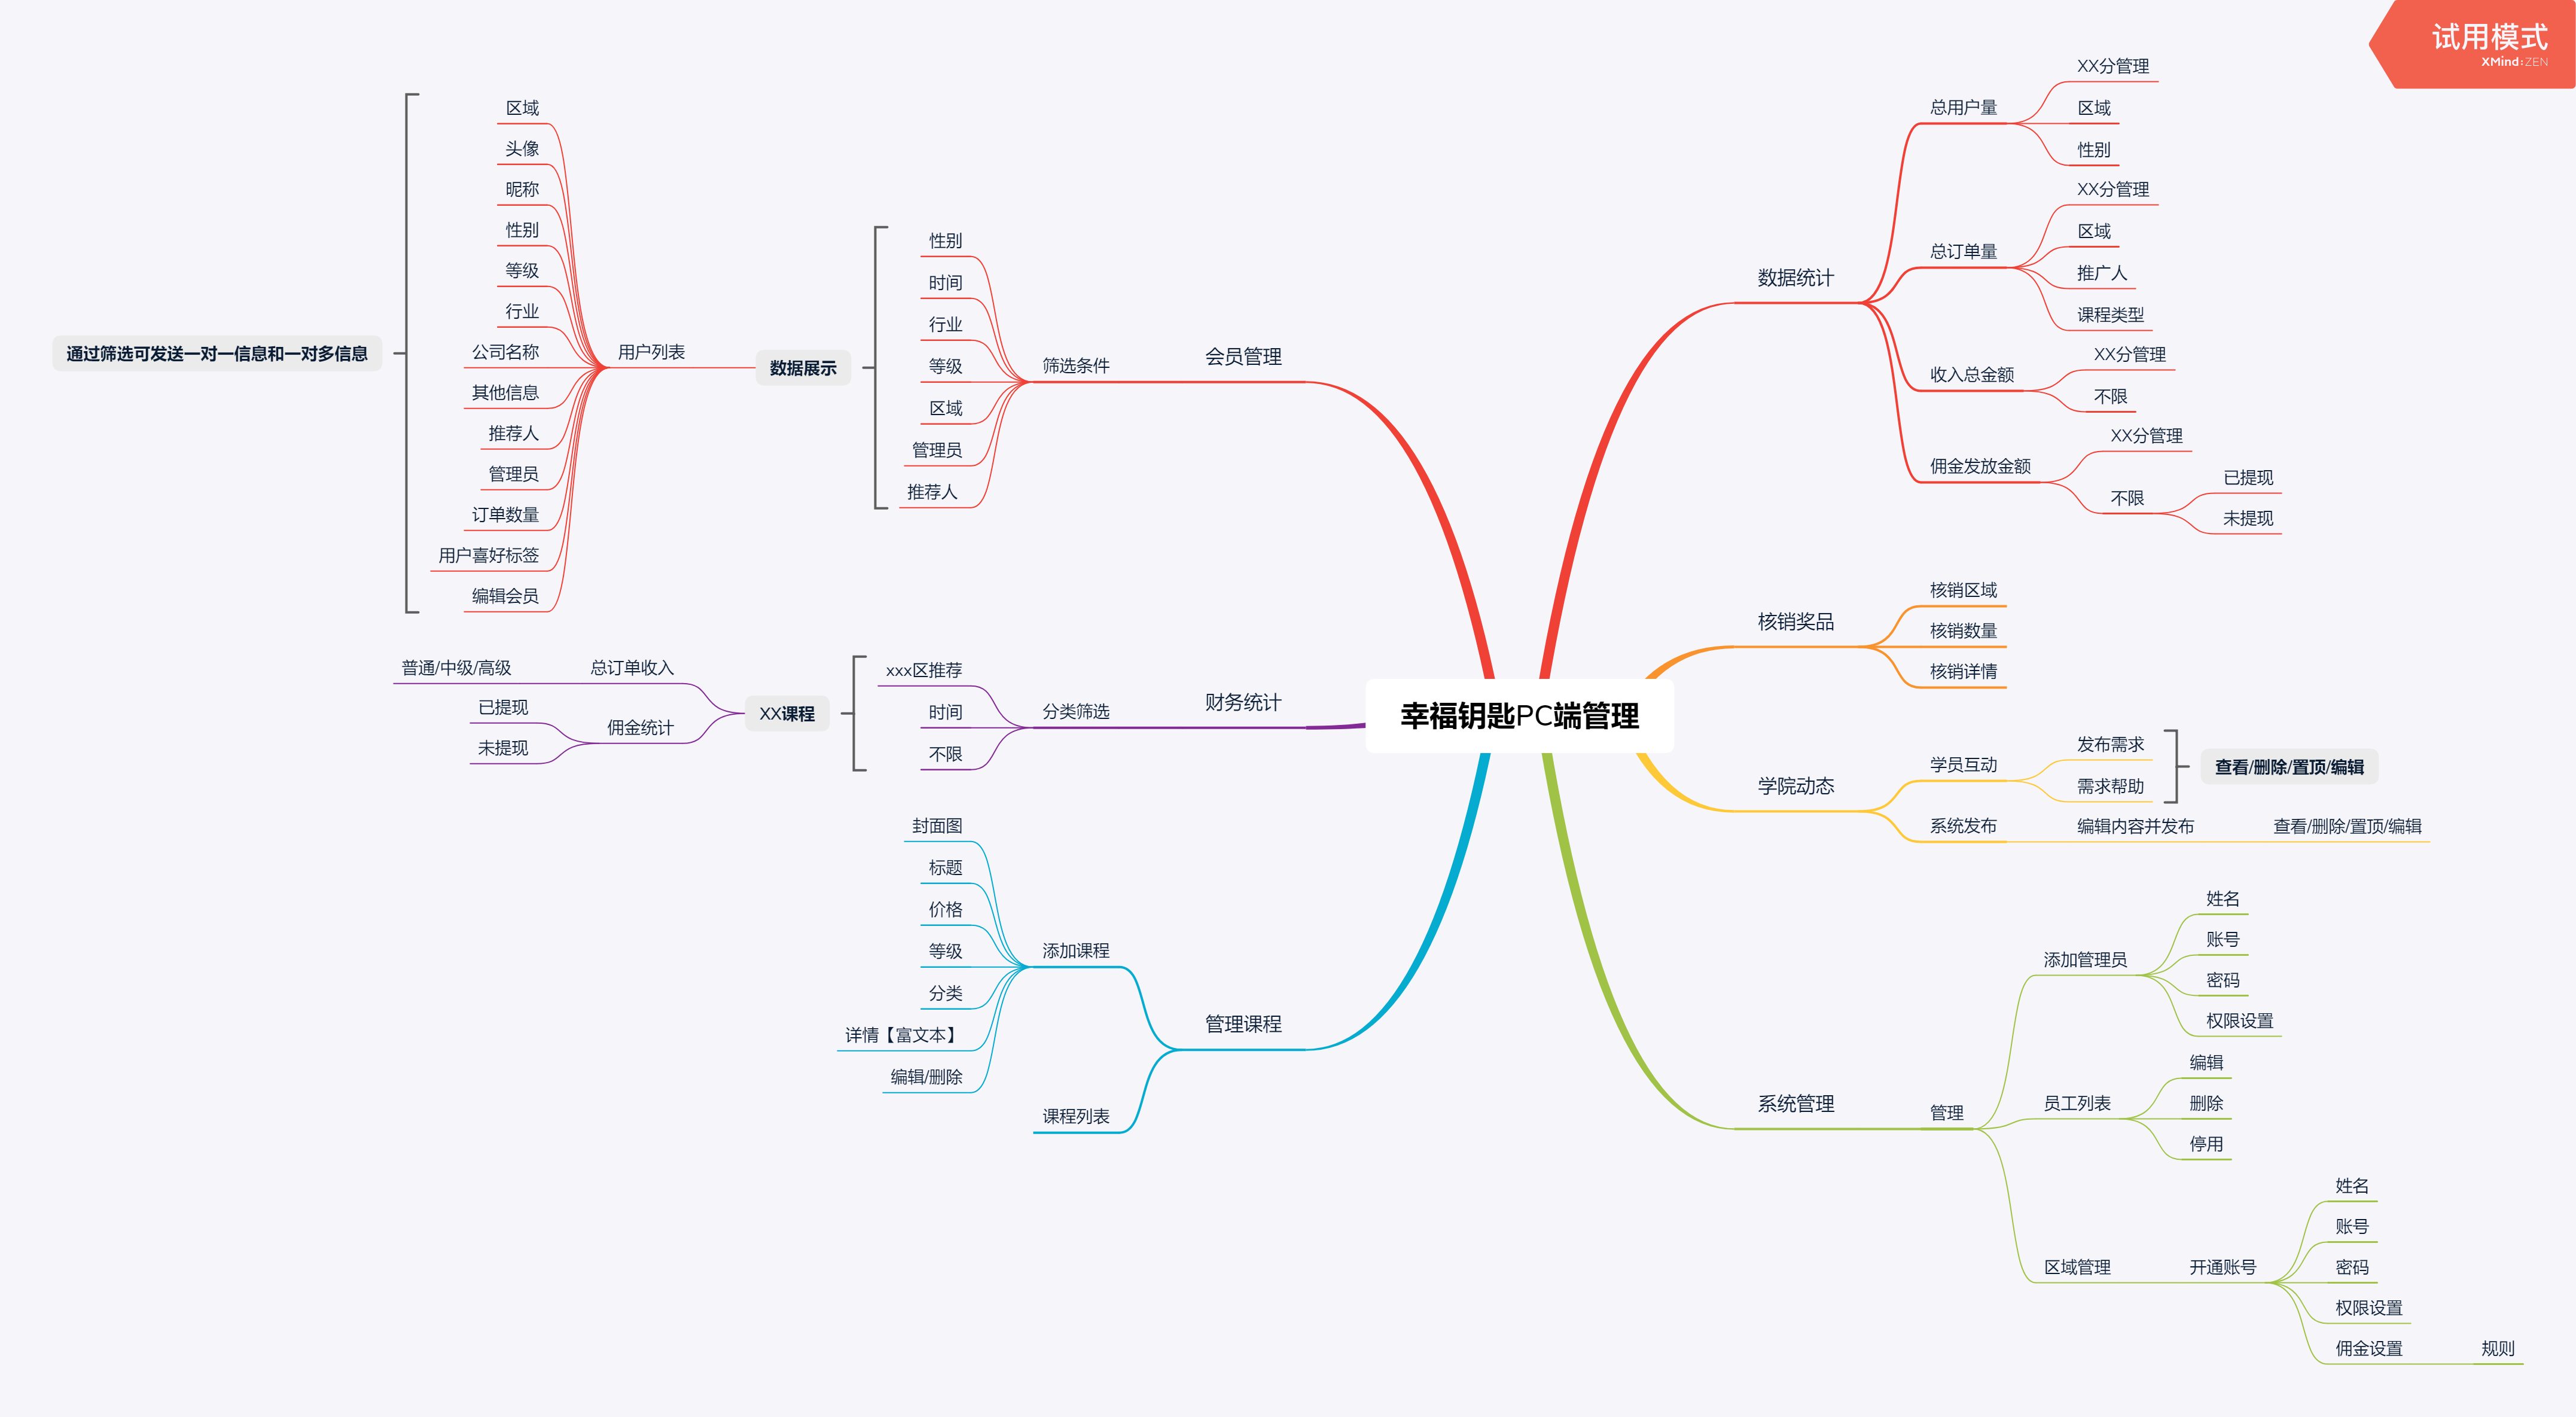 试用模式
XMind:ZEN
幸福钥匙PC端管理
数据统计
总用户量
XX分管理
区域
性别
总订单量
XX分管理
区域
推广人
课程类型
收入总金额
XX分管理
不限
佣金发放金额
XX分管理
不限
已提现
未提现
核销奖品
核销区域
核销数量
核销详情
学院动态
学员互动
发布需求
需求帮助
查看/删除/置顶/编辑
系统发布
编辑内容并发布
查看/删除/置顶/编辑
系统管理
管理
添加管理员
姓名
账号
密码
权限设置
员工列表
编辑
删除
停用
区域管理
开通账号
姓名
账号
密码
权限设置
佣金设置
规则
会员管理
筛选条件
性别
时间
行业
等级
区域
管理员
推荐人
数据展示
用户列表
区域
头像
昵称
性别
等级
行业
公司名称
其他信息
推荐人
管理员
订单数量
用户喜好标签
编辑会员
通过筛选可发送一对一信息和一对多信息
财务统计
分类筛选
xxx区推荐
时间
不限
XX课程
总订单收入
普通/中级/高级
佣金统计
已提现
未提现
管理课程
添加课程
封面图
标题
价格
等级
分类
详情【富文本】
编辑/删除
课程列表